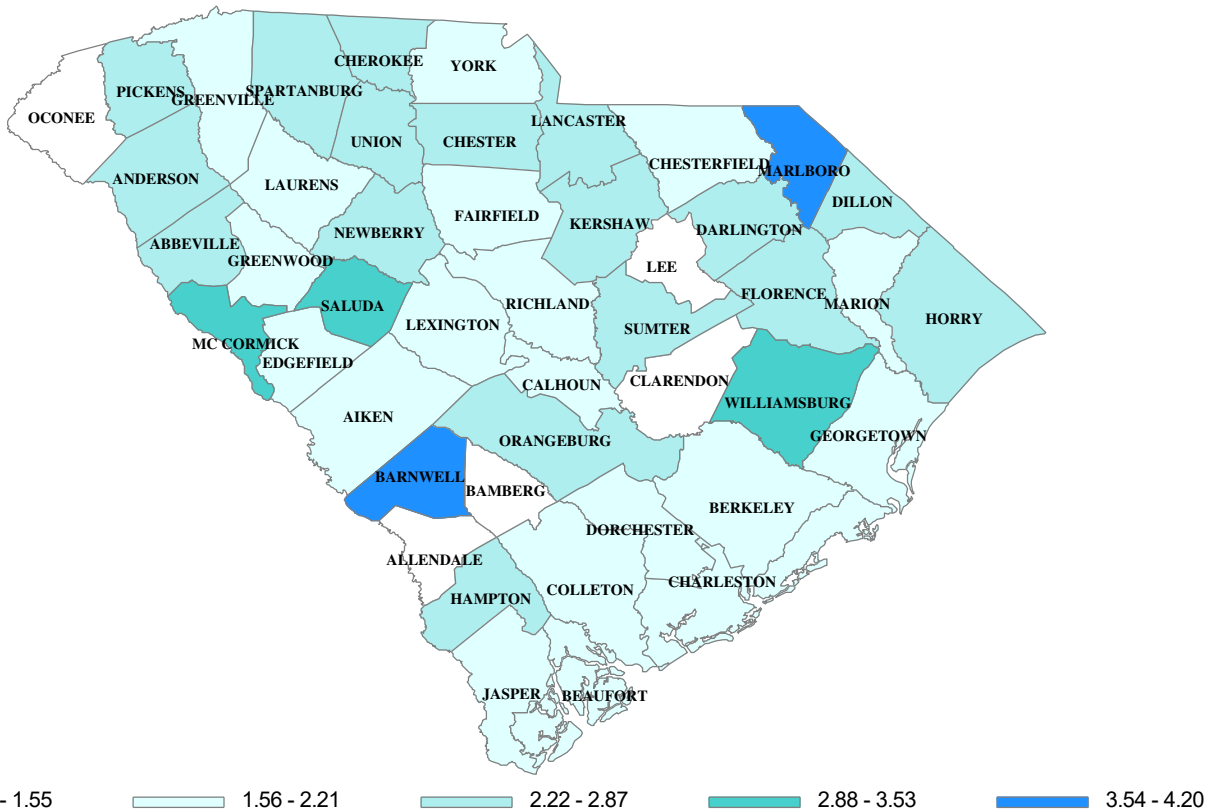 CHEROKEE
YORK
PICKENS
SPARTANBURG
GREENVILLE
OCONEE
LANCASTER
UNION
CHESTER
CHESTERFIELD
MARLBORO
ANDERSON
LAURENS
DILLON
FAIRFIELD
KERSHAW
DARLINGTON
NEWBERRY
ABBEVILLE
GREENWOOD
LEE
FLORENCE
MARION
SALUDA
RICHLAND
HORRY
LEXINGTON
SUMTER
MC CORMICK
EDGEFIELD
CLARENDON
CALHOUN
WILLIAMSBURG
AIKEN
GEORGETOWN
ORANGEBURG
BARNWELL
BAMBERG
BERKELEY
DORCHESTER
ALLENDALE
CHARLESTON
COLLETON
HAMPTON
JASPER
BEAUFORT
- 1.55 1.56 - 2.21 2.22 - 2.87 2.88 - 3.53 3.54 - 4.20